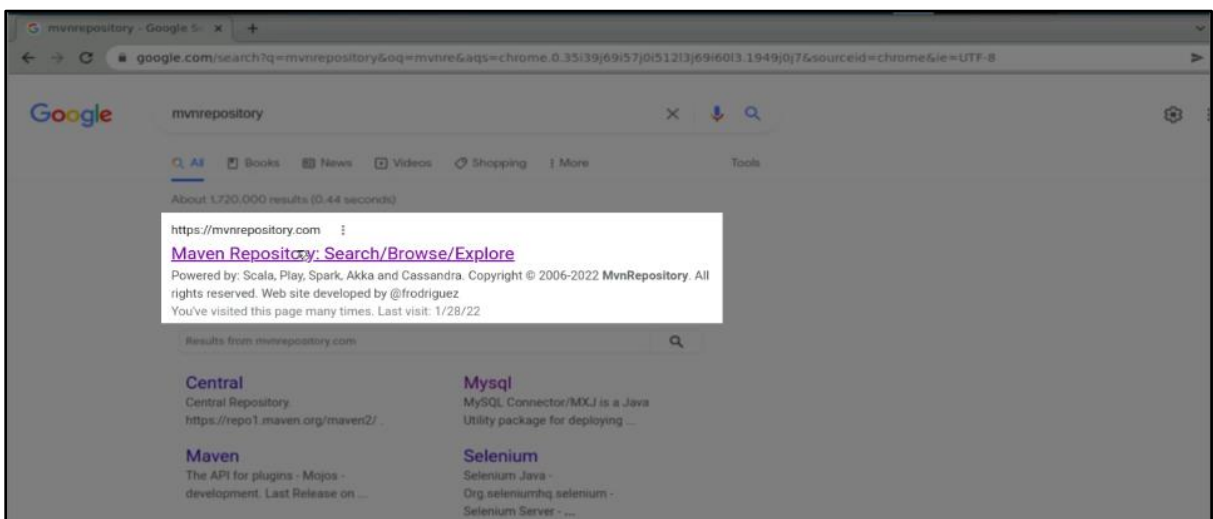 mvnrepository - Google Se
google.com/search?q=mvnrepository&oq=mvnre&aqs=chrome.0.35i39j69i57j0i512l3j69i60l3.1949j0j7&sourceid=chrome&ie=UTF-8
Google
mvnrepository
All Books News Videos Shopping More Tools
About 1,720,000 results (0.44 seconds)
https://mvnrepository.com
Maven Repository: Search/Browse/Explore
Powered by: Scala, Play, Spark, Akka and Cassandra. Copyright © 2006-2022 MvnRepository. All
rights reserved. Web site developed by @frodriguez
You've visited this page many times. Last visit: 1/28/22
Results from mvnrepository.com
Central Mysql
Central Repository. MySQL Connector/MXJ is a Java
https://repo1.maven.org/maven2/ . Utility package for deploying ...
Maven Selenium
The API for plugins - Mojos - Selenium Java -
development. Last Release on ... Org.seleniumhq.selenium -
Selenium Server - ...